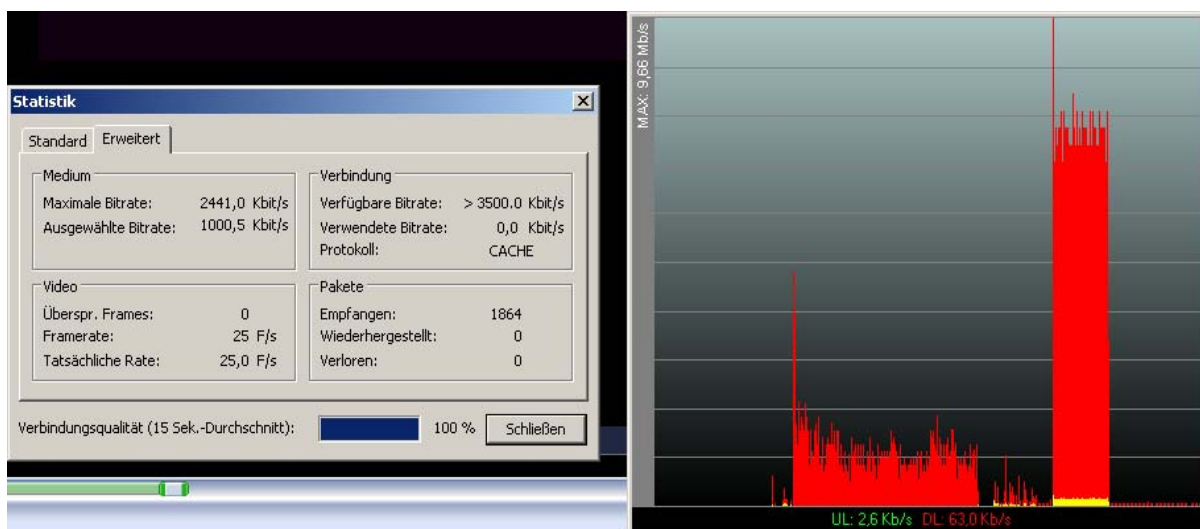 Statistik
Standard Erweitert
Medium
Maximale Bitrate: 2441,0 Kbit/s
Ausgewählte Bitrate: 1000,5 Kbit/s
Verbindung
Verfügbare Bitrate: > 3500.0 Kbit/s
Verwendete Bitrate: 0,0 Kbit/s
Protokoll: CACHE
Video
Überspr. Frames: 0
Framerate: 25 F/s
Tatsächliche Rate: 25,0 F/s
Pakete
Empfangen: 1864
Wiederhergestellt: 0
Verloren: 0
Verbindungsqualität (15 Sek.-Durchschnitt): 100 % Schließen
MAX: 9,66 Mb/s
UL: 2,6 Kb/s DL: 63,0 Kb/s